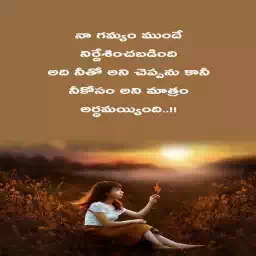 నా గమ్యం ముందే
నిర్దేశించబడింది
అది నీతో అని చెప్పను కానీ
నీకోసం అని మాత్రం
అర్థమయ్యింది..!!